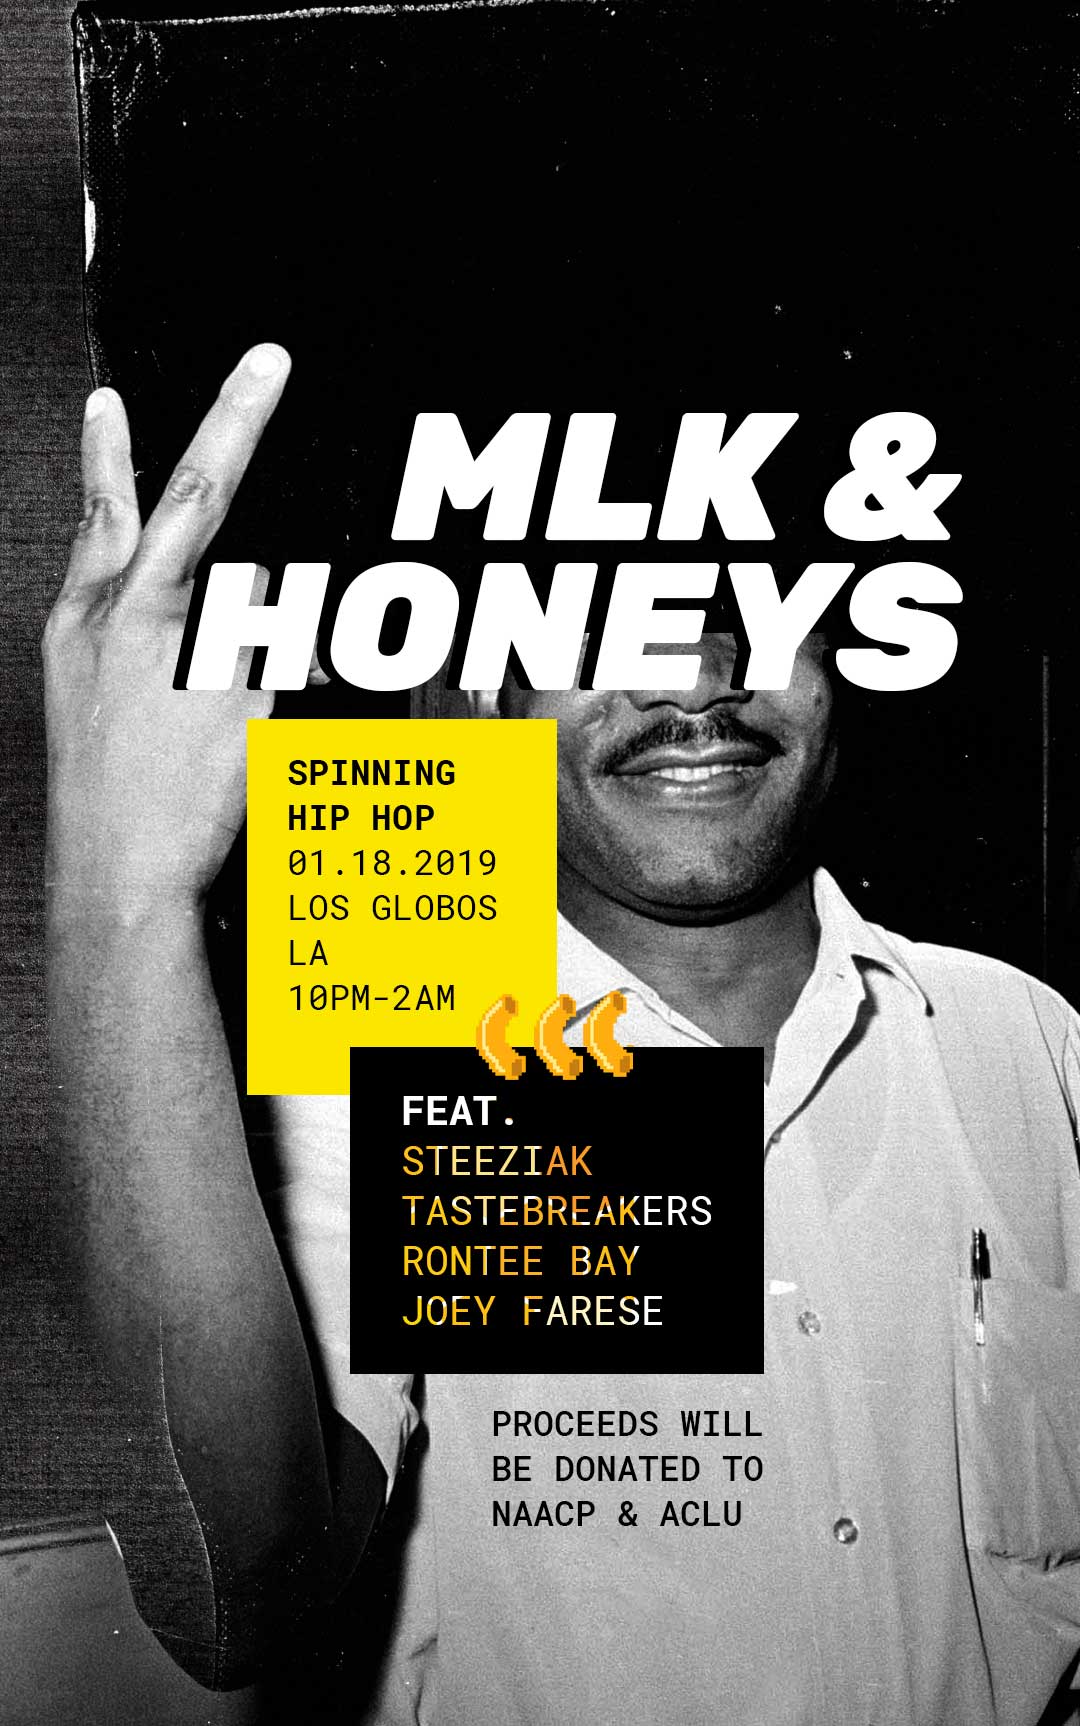 MLK &
HONEYS
SPINNING
HIP HOP
01.18.2019
LOS GLOBOS
LA
10PM-2AM
FEAT.
STEEZIAK
TASTEBREAKERS
RONTEE BAY
JOEY FARESE
PROCEEDS WILL
BE DONATED TO
NAACP & ACLU